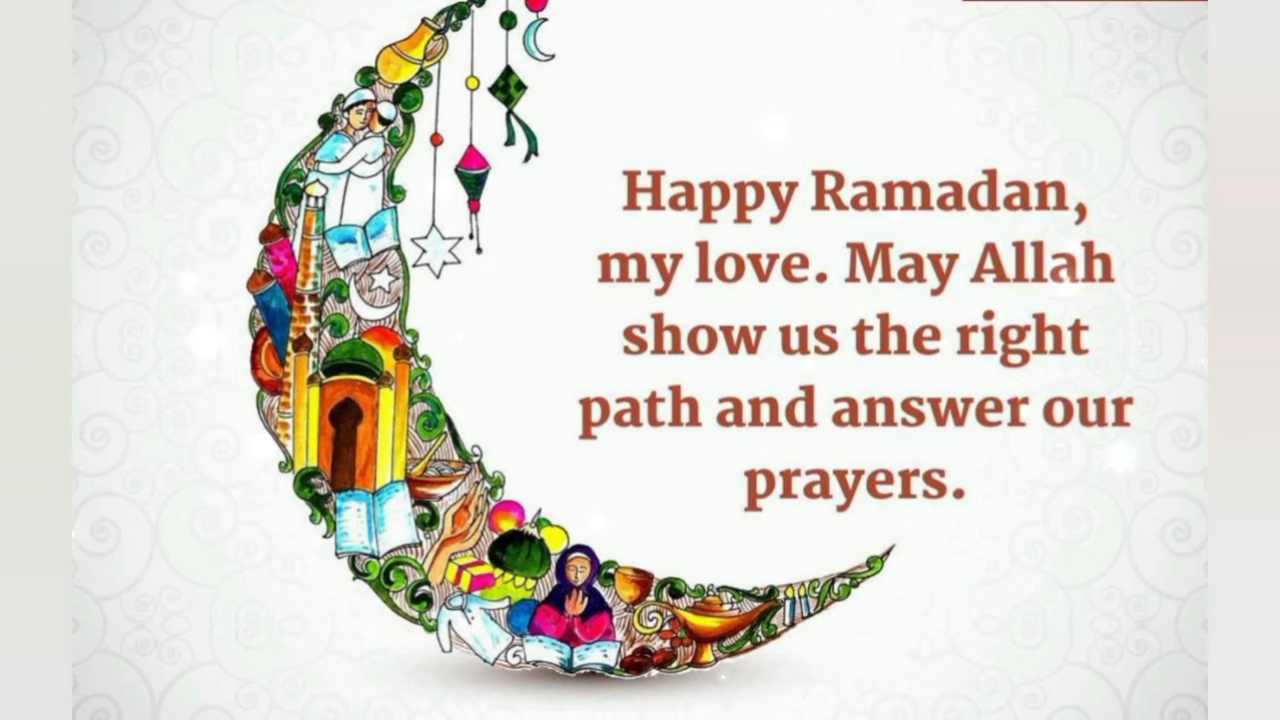 Happy Ramadan,
my love. May Allah
show us the right
path and answer our
prayers.